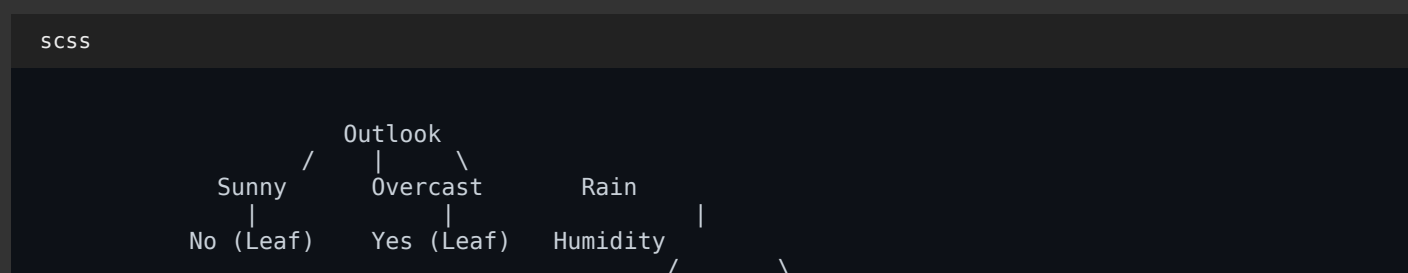 scss
Outlook
/ | \
Sunny Overcast Rain
| | |
No (Leaf) Yes (Leaf) Humidity
/ \